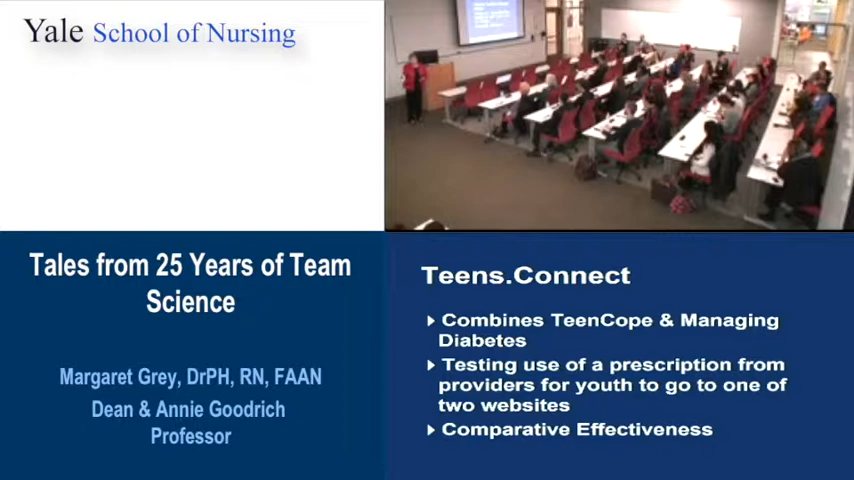 Yale School of Nursing
Tales from 25 Years of Team
Science
Margaret Grey, DrPH, RN, FAAN
Dean & Annie Goodrich
Professor
Teens.Connect
Combines TeenCope & Managing
Diabetes
Testing use of a prescription from
providers for youth to go to one of
two websites
Comparative Effectiveness